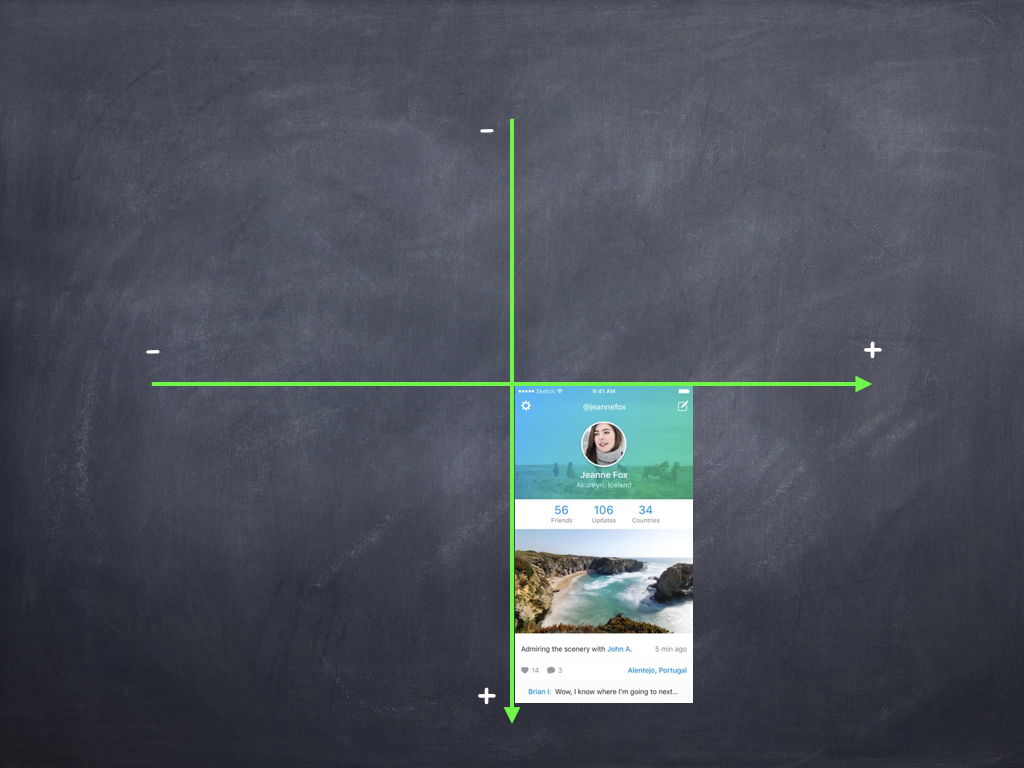 -
-
+
Sketch 9:41 AM
@jeannefox
Jeanne Fox
Akureyri, Iceland
56 106 34
Friends Updates Countries
Admiring the scenery with John A. 5 min ago
14 3 Alentejo, Portugal
Brian I: Wow, I know where I'm going to next...
+